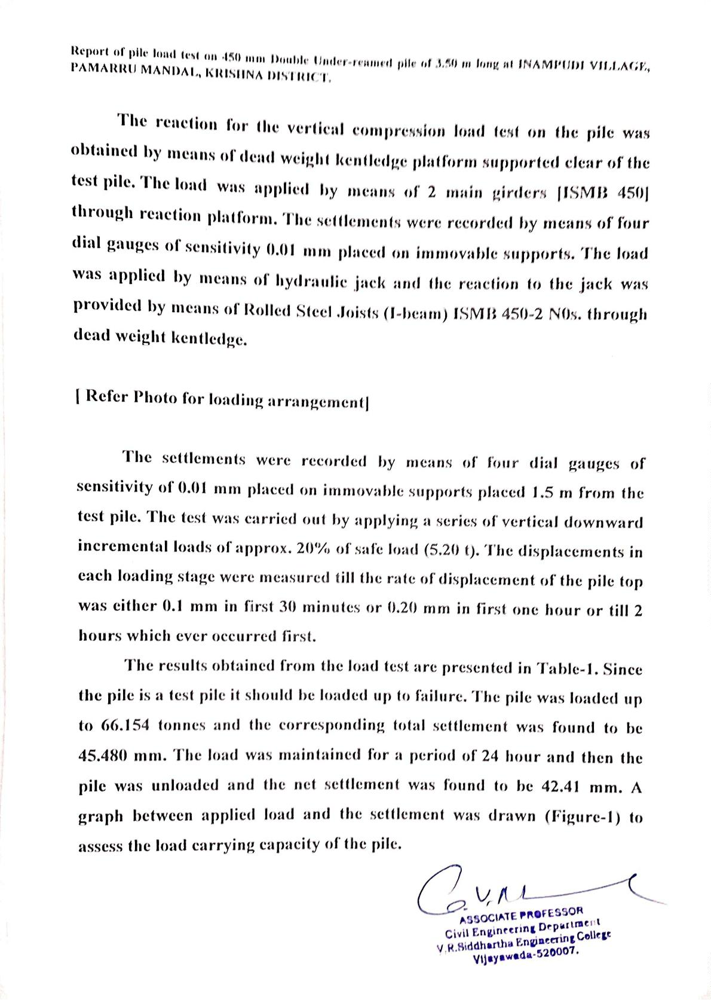 Report of pile load test on 450 mm Double Under-reamed pile of 3.50 m long at INAMPUDI VILLAGE,
PAMARRU MANDAL, KRISHNA DISTRICT.
The reaction for the vertical compression load test on the pile was
obtained by means of dead weight kentledge platform supported clear of the
test pile. The load was applied by means of 2 main girders [ISMB 450]
through reaction platform. The settlements were recorded by means of four
dial gauges of sensitivity 0.01 mm placed on immovable supports. The load
was applied by means of hydraulic jack and the reaction to the jack was
provided by means of Rolled Steel Joists (I-beam) ISMB 450-2 N0s. through
dead weight kentledge.
[ Refer Photo for loading arrangement]
The settlements were recorded by means of four dial gauges of
sensitivity of 0.01 mm placed on immovable supports placed 1.5 m from the
test pile. The test was carried out by applying a series of vertical downward
incremental loads of approx. 20% of safe load (5.20 t). The displacements in
each loading stage were measured till the rate of displacement of the pile top
was either 0.1 mm in first 30 minutes or 0.20 mm in first one hour or till 2
hours which ever occurred first.
The results obtained from the load test are presented in Table-1. Since
the pile is a test pile it should be loaded up to failure. The pile was loaded up
to 66.154 tonnes and the corresponding total settlement was found to be
45.480 mm. The load was maintained for a period of 24 hour and then the
pile was unloaded and the net settlement was found to be 42.41 mm. A
graph between applied load and the settlement was drawn (Figure-1) to
assess the load carrying capacity of the pile.
ASSOCIATE PROFESSOR
Civil Engineering Department
V.R.Siddhartha Engineering College
Vijayawada-520007.